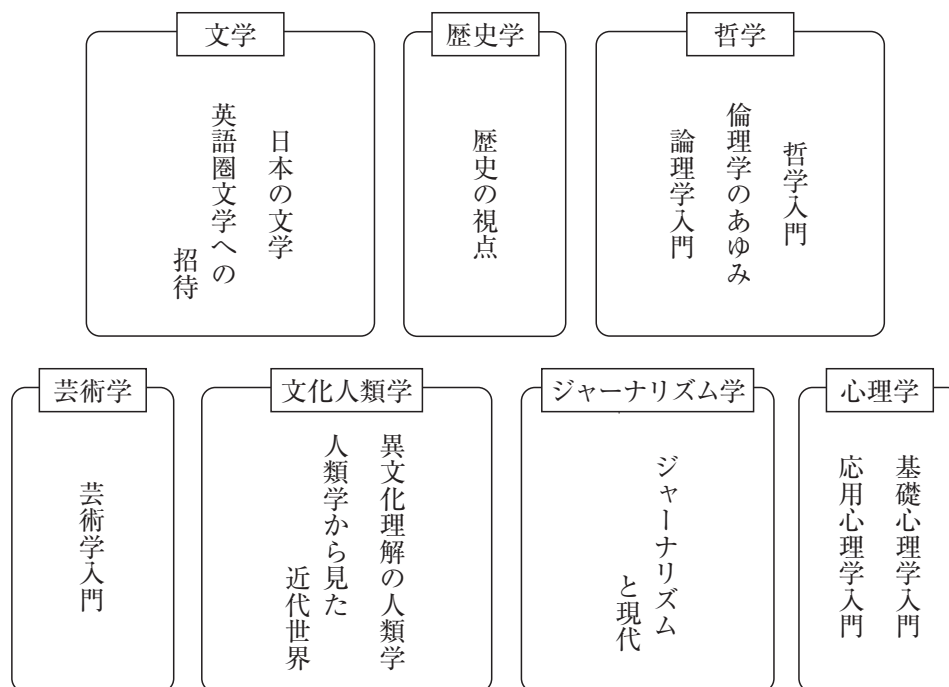 文学
日本の文学
英語圏文学への
招待
歴史学
歴史の視点
哲学
哲学入門
倫理学のあゆみ
論理学入門
芸術学
芸術学入門
文化人類学
異文化理解の人類学
人類学から見た
近代世界
ジャーナリズム学
ジャーナリズム
と現代
心理学
基礎心理学入門
応用心理学入門